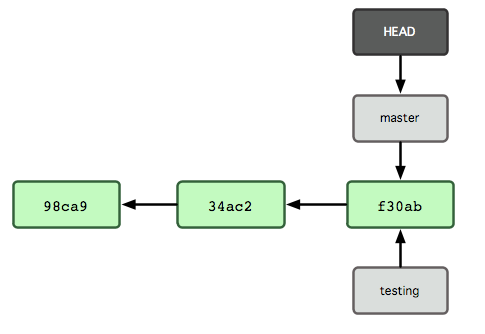 HEAD
master
98ca9
34ac2
f30ab
testing